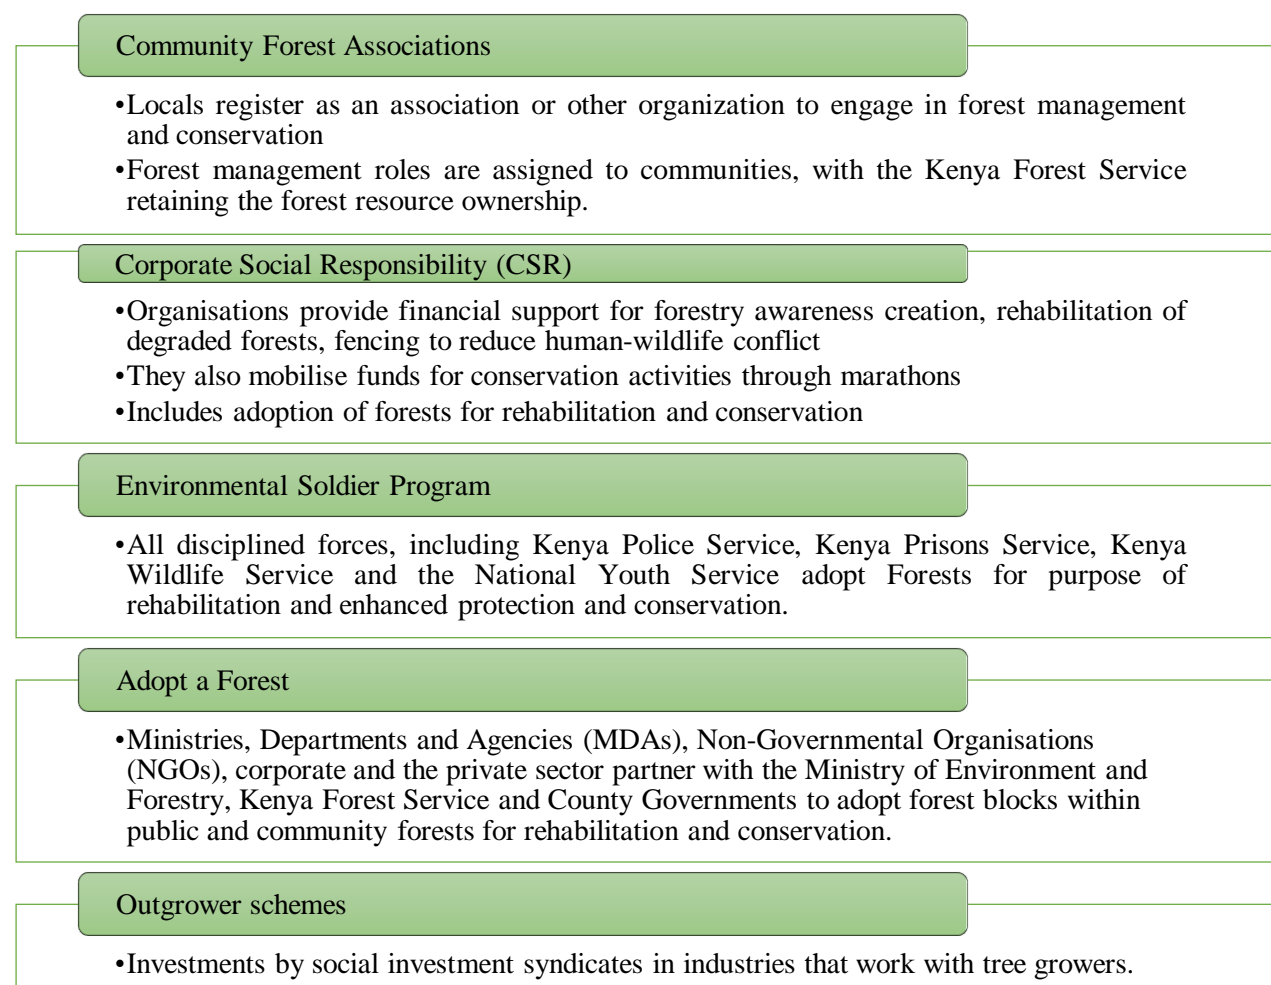 Community Forest Associations
•Locals register as an association or other organization to engage in forest management
and conservation
•Forest management roles are assigned to communities, with the Kenya Forest Service
retaining the forest resource ownership.
Corporate Social Responsibility (CSR)
•Organisations provide financial support for forestry awareness creation, rehabilitation of
degraded forests, fencing to reduce human-wildlife conflict
•They also mobilise funds for conservation activities through marathons
•Includes adoption of forests for rehabilitation and conservation
Environmental Soldier Program
•All disciplined forces, including Kenya Police Service, Kenya Prisons Service, Kenya
Wildlife Service and the National Youth Service adopt Forests for purpose of
rehabilitation and enhanced protection and conservation.
Adopt a Forest
•Ministries, Departments and Agencies (MDAs), Non-Governmental Organisations
(NGOs), corporate and the private sector partner with the Ministry of Environment and
Forestry, Kenya Forest Service and County Governments to adopt forest blocks within
public and community forests for rehabilitation and conservation.
Outgrower schemes
•Investments by social investment syndicates in industries that work with tree growers.